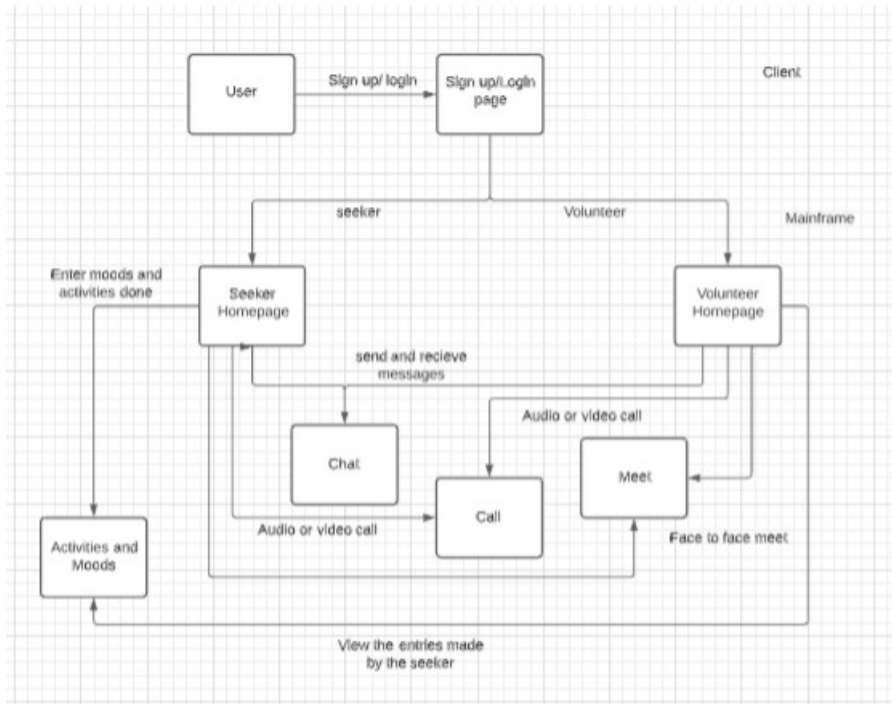 User
Sign up/ login
Sign up/Login
page
Client
seeker
Volunteer
Mainframe
Enter moods and
activities done
Seeker
Homepage
Volunteer
Homepage
send and recieve
messages
Audio or video call
Chat
Meet
Call
Audio or video call
Face to face meet
Activities and
Moods
View the entries made
by the seeker